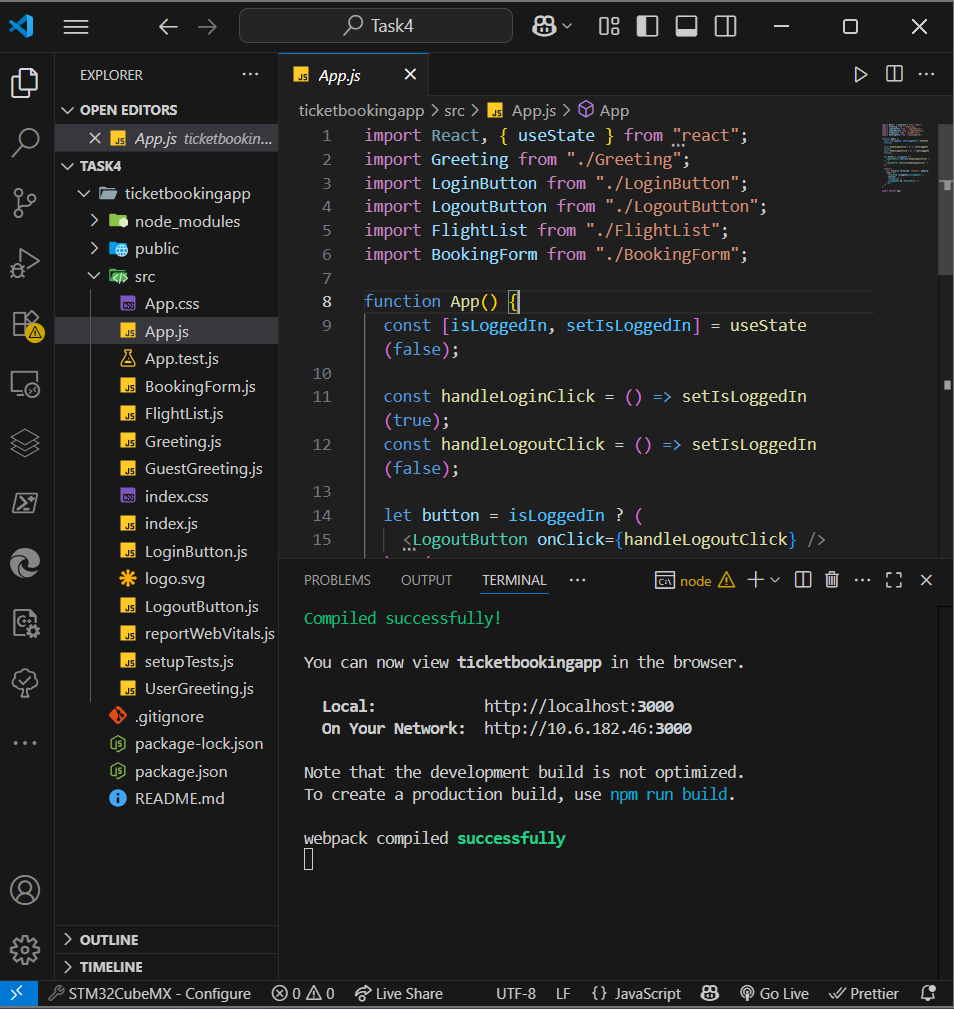 Task4
EXPLORER
OPEN EDITORS
App.js ticketbookin...
TASK4
ticketbookingapp
node_modules
public
src
App.css
App.js
App.test.js
BookingForm.js
FlightList.js
Greeting.js
GuestGreeting.js
index.css
index.js
LoginButton.js
logo.svg
LogoutButton.js
reportWebVitals.js
setupTests.js
UserGreeting.js
.gitignore
package-lock.json
package.json
README.md
OUTLINE
TIMELINE
App.js
ticketbookingapp > src > App.js > App
1 import React, { useState } from "react";
2 import Greeting from "./Greeting";
3 import LoginButton from "./LoginButton";
4 import LogoutButton from "./LogoutButton";
5 import FlightList from "./FlightList";
6 import BookingForm from "./BookingForm";
7
8 function App() {
9 const [isLoggedIn, setIsLoggedIn] = useState
(false);
10
11 const handleLoginClick = () => setIsLoggedIn
(true);
12 const handleLogoutClick = () => setIsLoggedIn
(false);
13
14 let button = isLoggedIn ? (
15 <LogoutButton onClick={handleLogoutClick} />
PROBLEMS OUTPUT TERMINAL ... node
Compiled successfully!
You can now view ticketbookingapp in the browser.
Local: http://localhost:3000
On Your Network: http://10.6.182.46:3000
Note that the development build is not optimized.
To create a production build, use npm run build.
webpack compiled successfully
STM32CubeMX - Configure 0 0 Live Share UTF-8 LF {} JavaScript Go Live Prettier